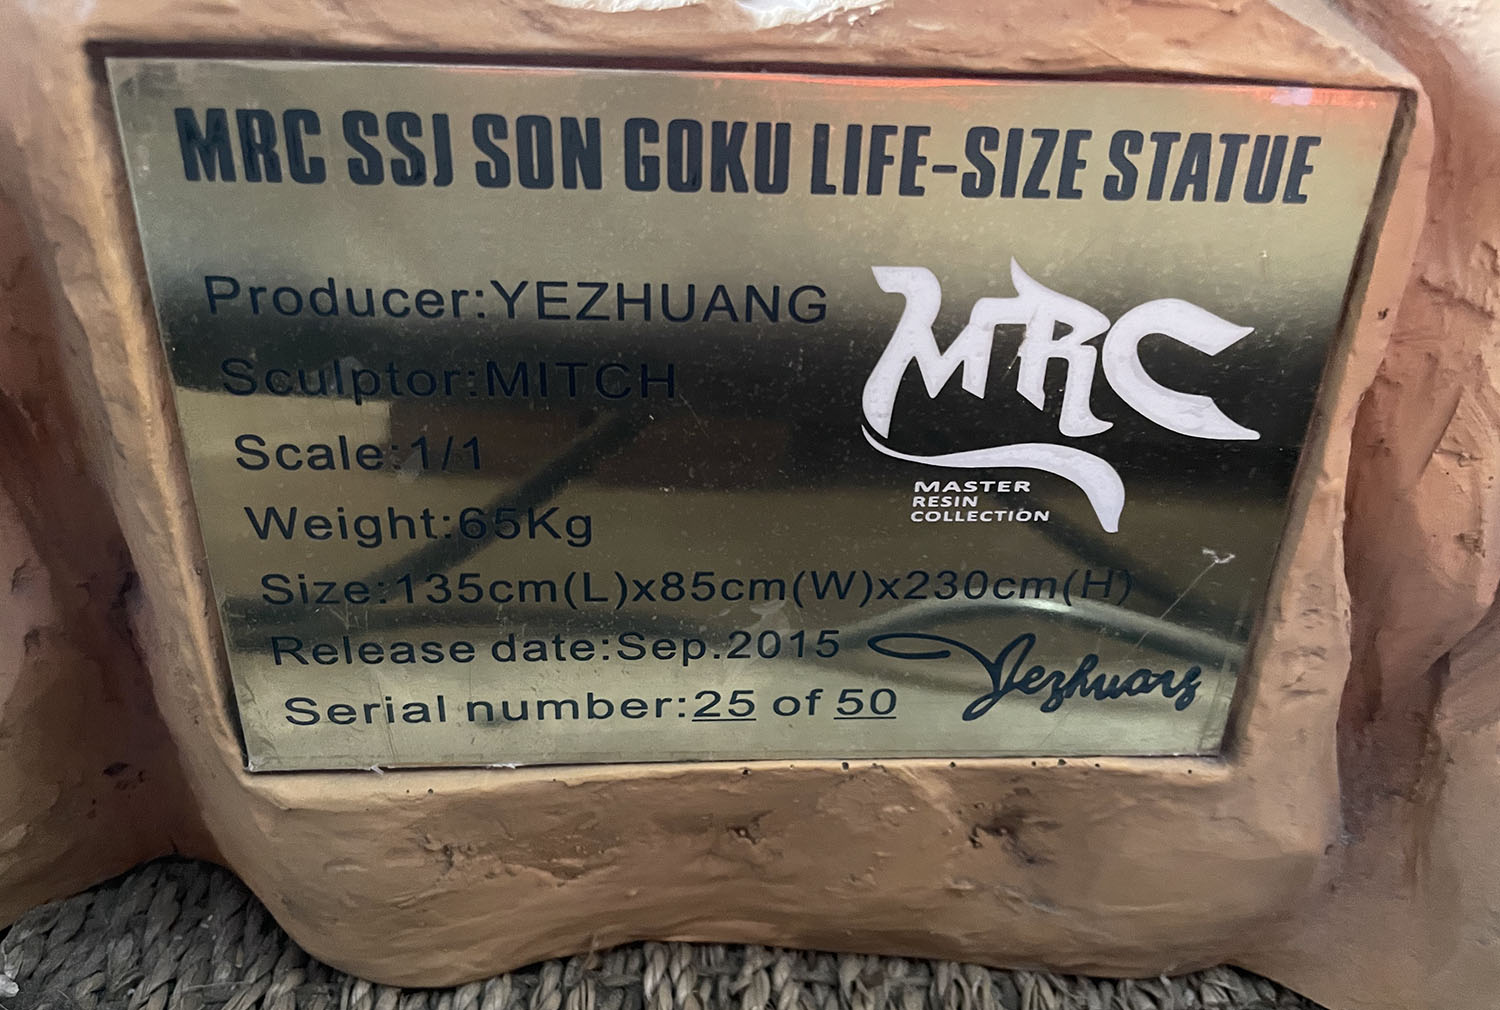 MRC SSJ SON GOKU LIFE-SIZE STATUE
Producer:YEZHUANG
Sculptor:MITCH
Scale:1/1
Weight:65Kg
Size:135cm(L)x85cm(W)x230cm(H)
Release date:Sep.2015
Serial number:25 of 50
MRC
MASTER
RESIN
COLLECTION
Yezhuang